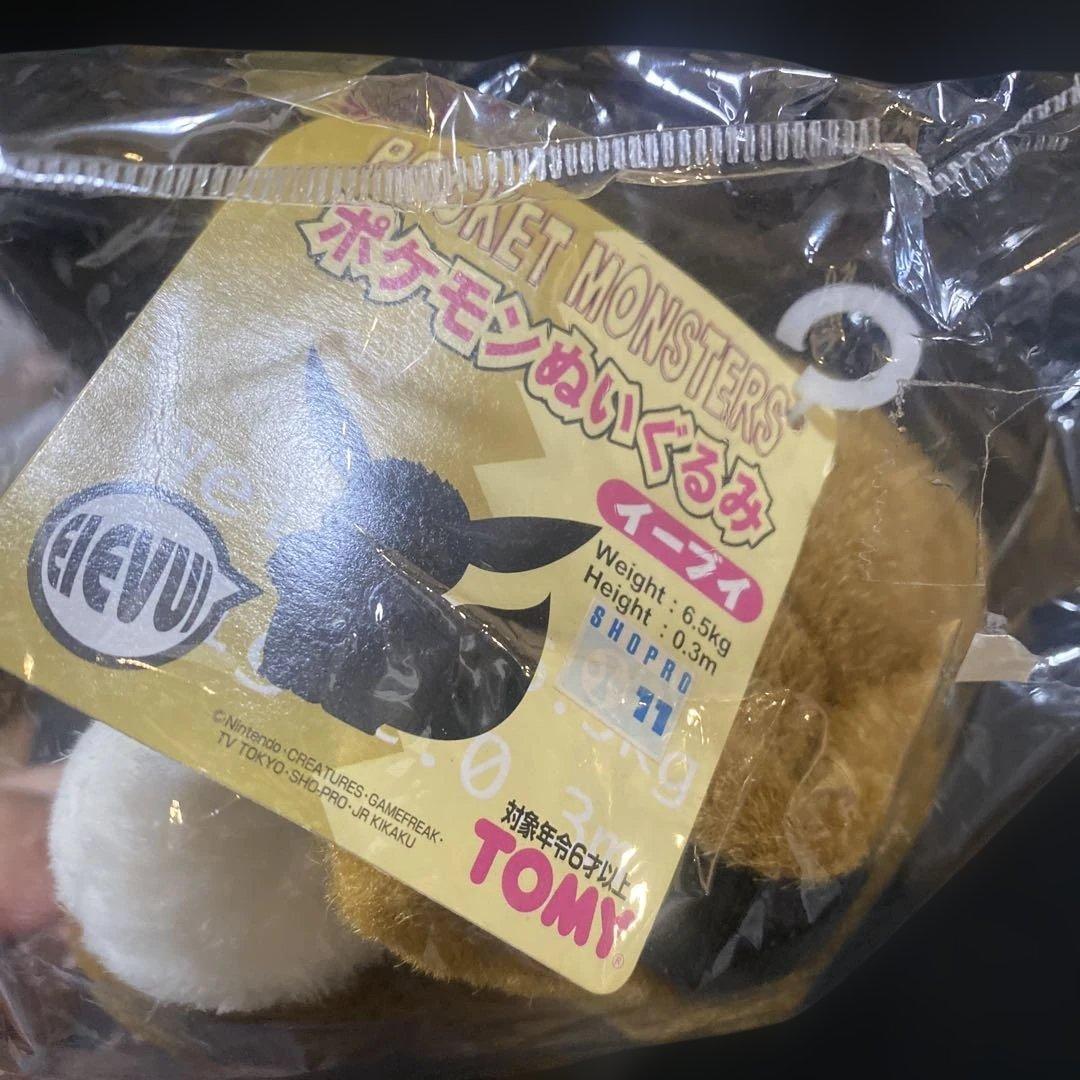 POCKET MONSTERS
ポケモンぬいぐるみ
イーブイ
Weight : 6.5kg
Height : 0.3m
SHOPRO
11
EIEVUI
©Nintendo・CREATURES・GAMEFREAK・
TV TOKYO・SHO-PRO・JR KIKAKU
対象年令6才以上
TOMY®